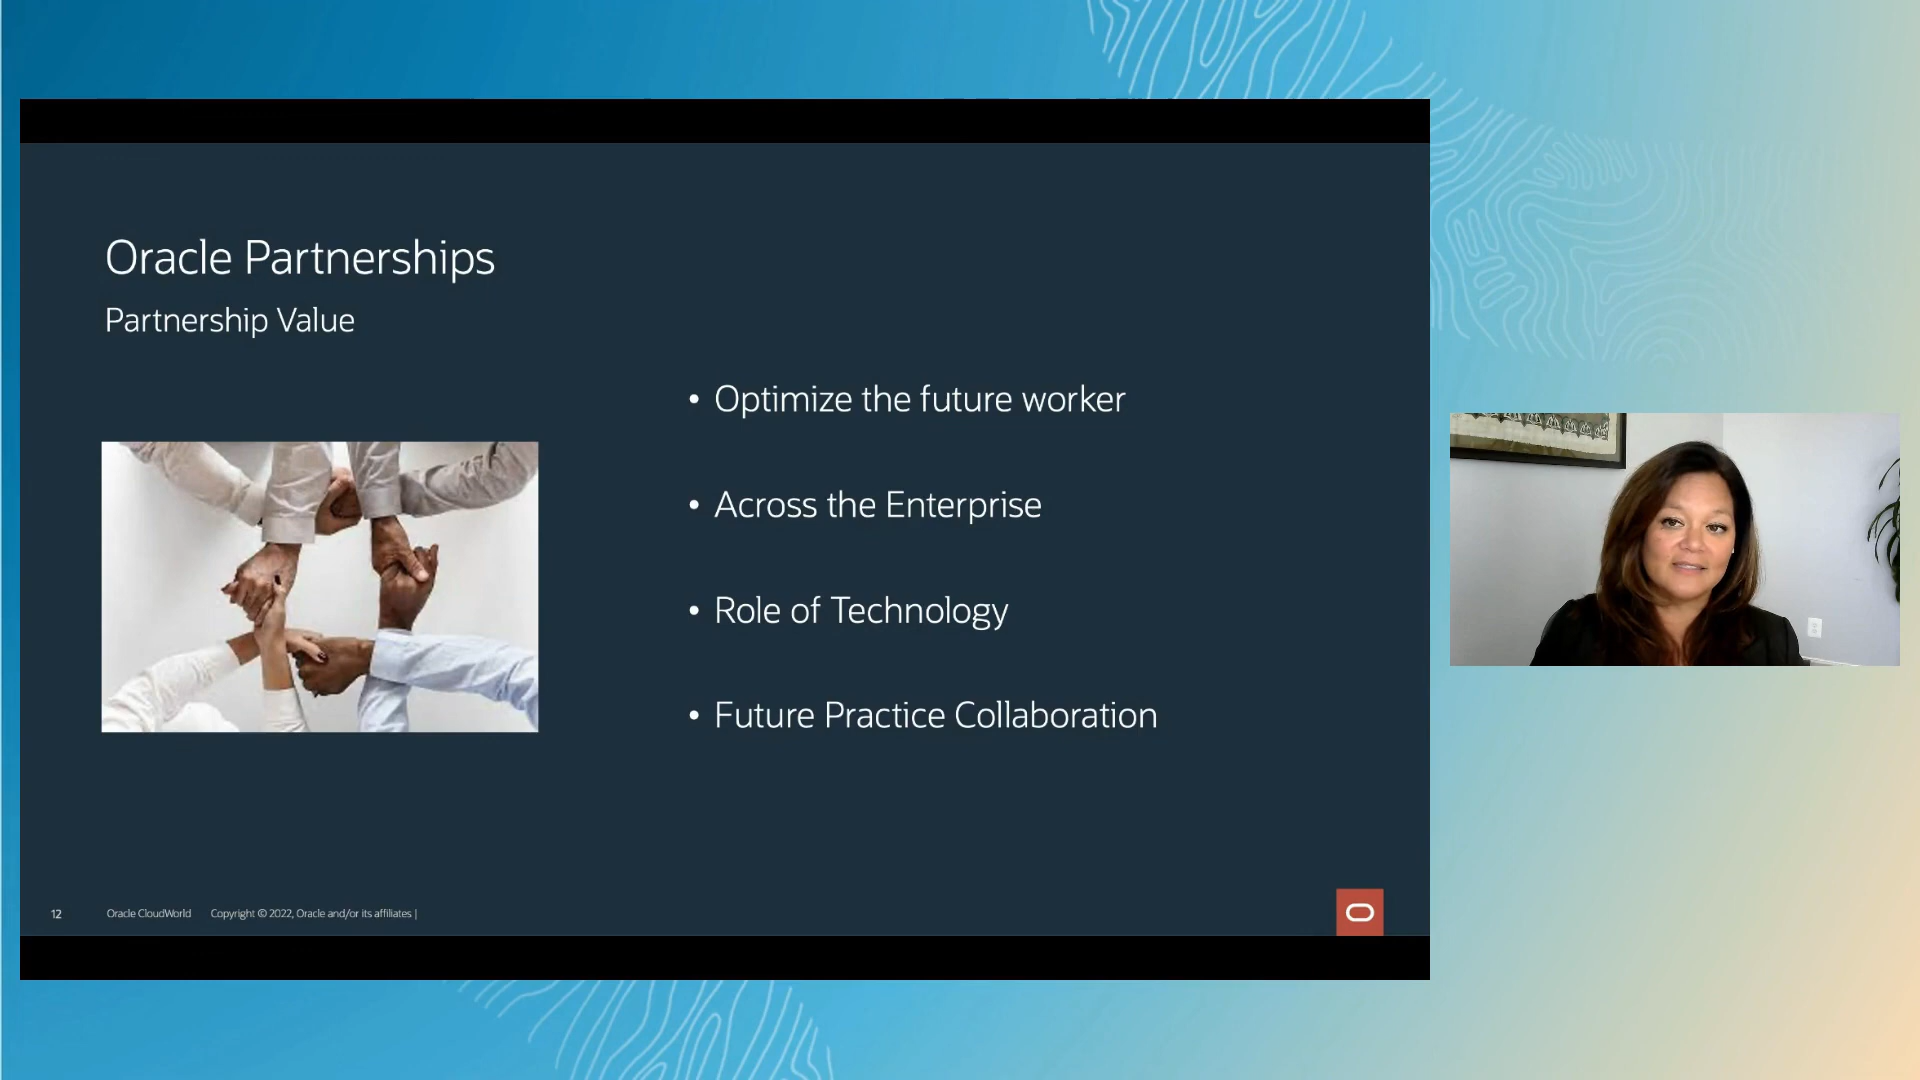 Oracle Partnerships
Partnership Value
• Optimize the future worker
• Across the Enterprise
• Role of Technology
• Future Practice Collaboration
12 Oracle CloudWorld Copyright © 2022, Oracle and/or its affiliates |